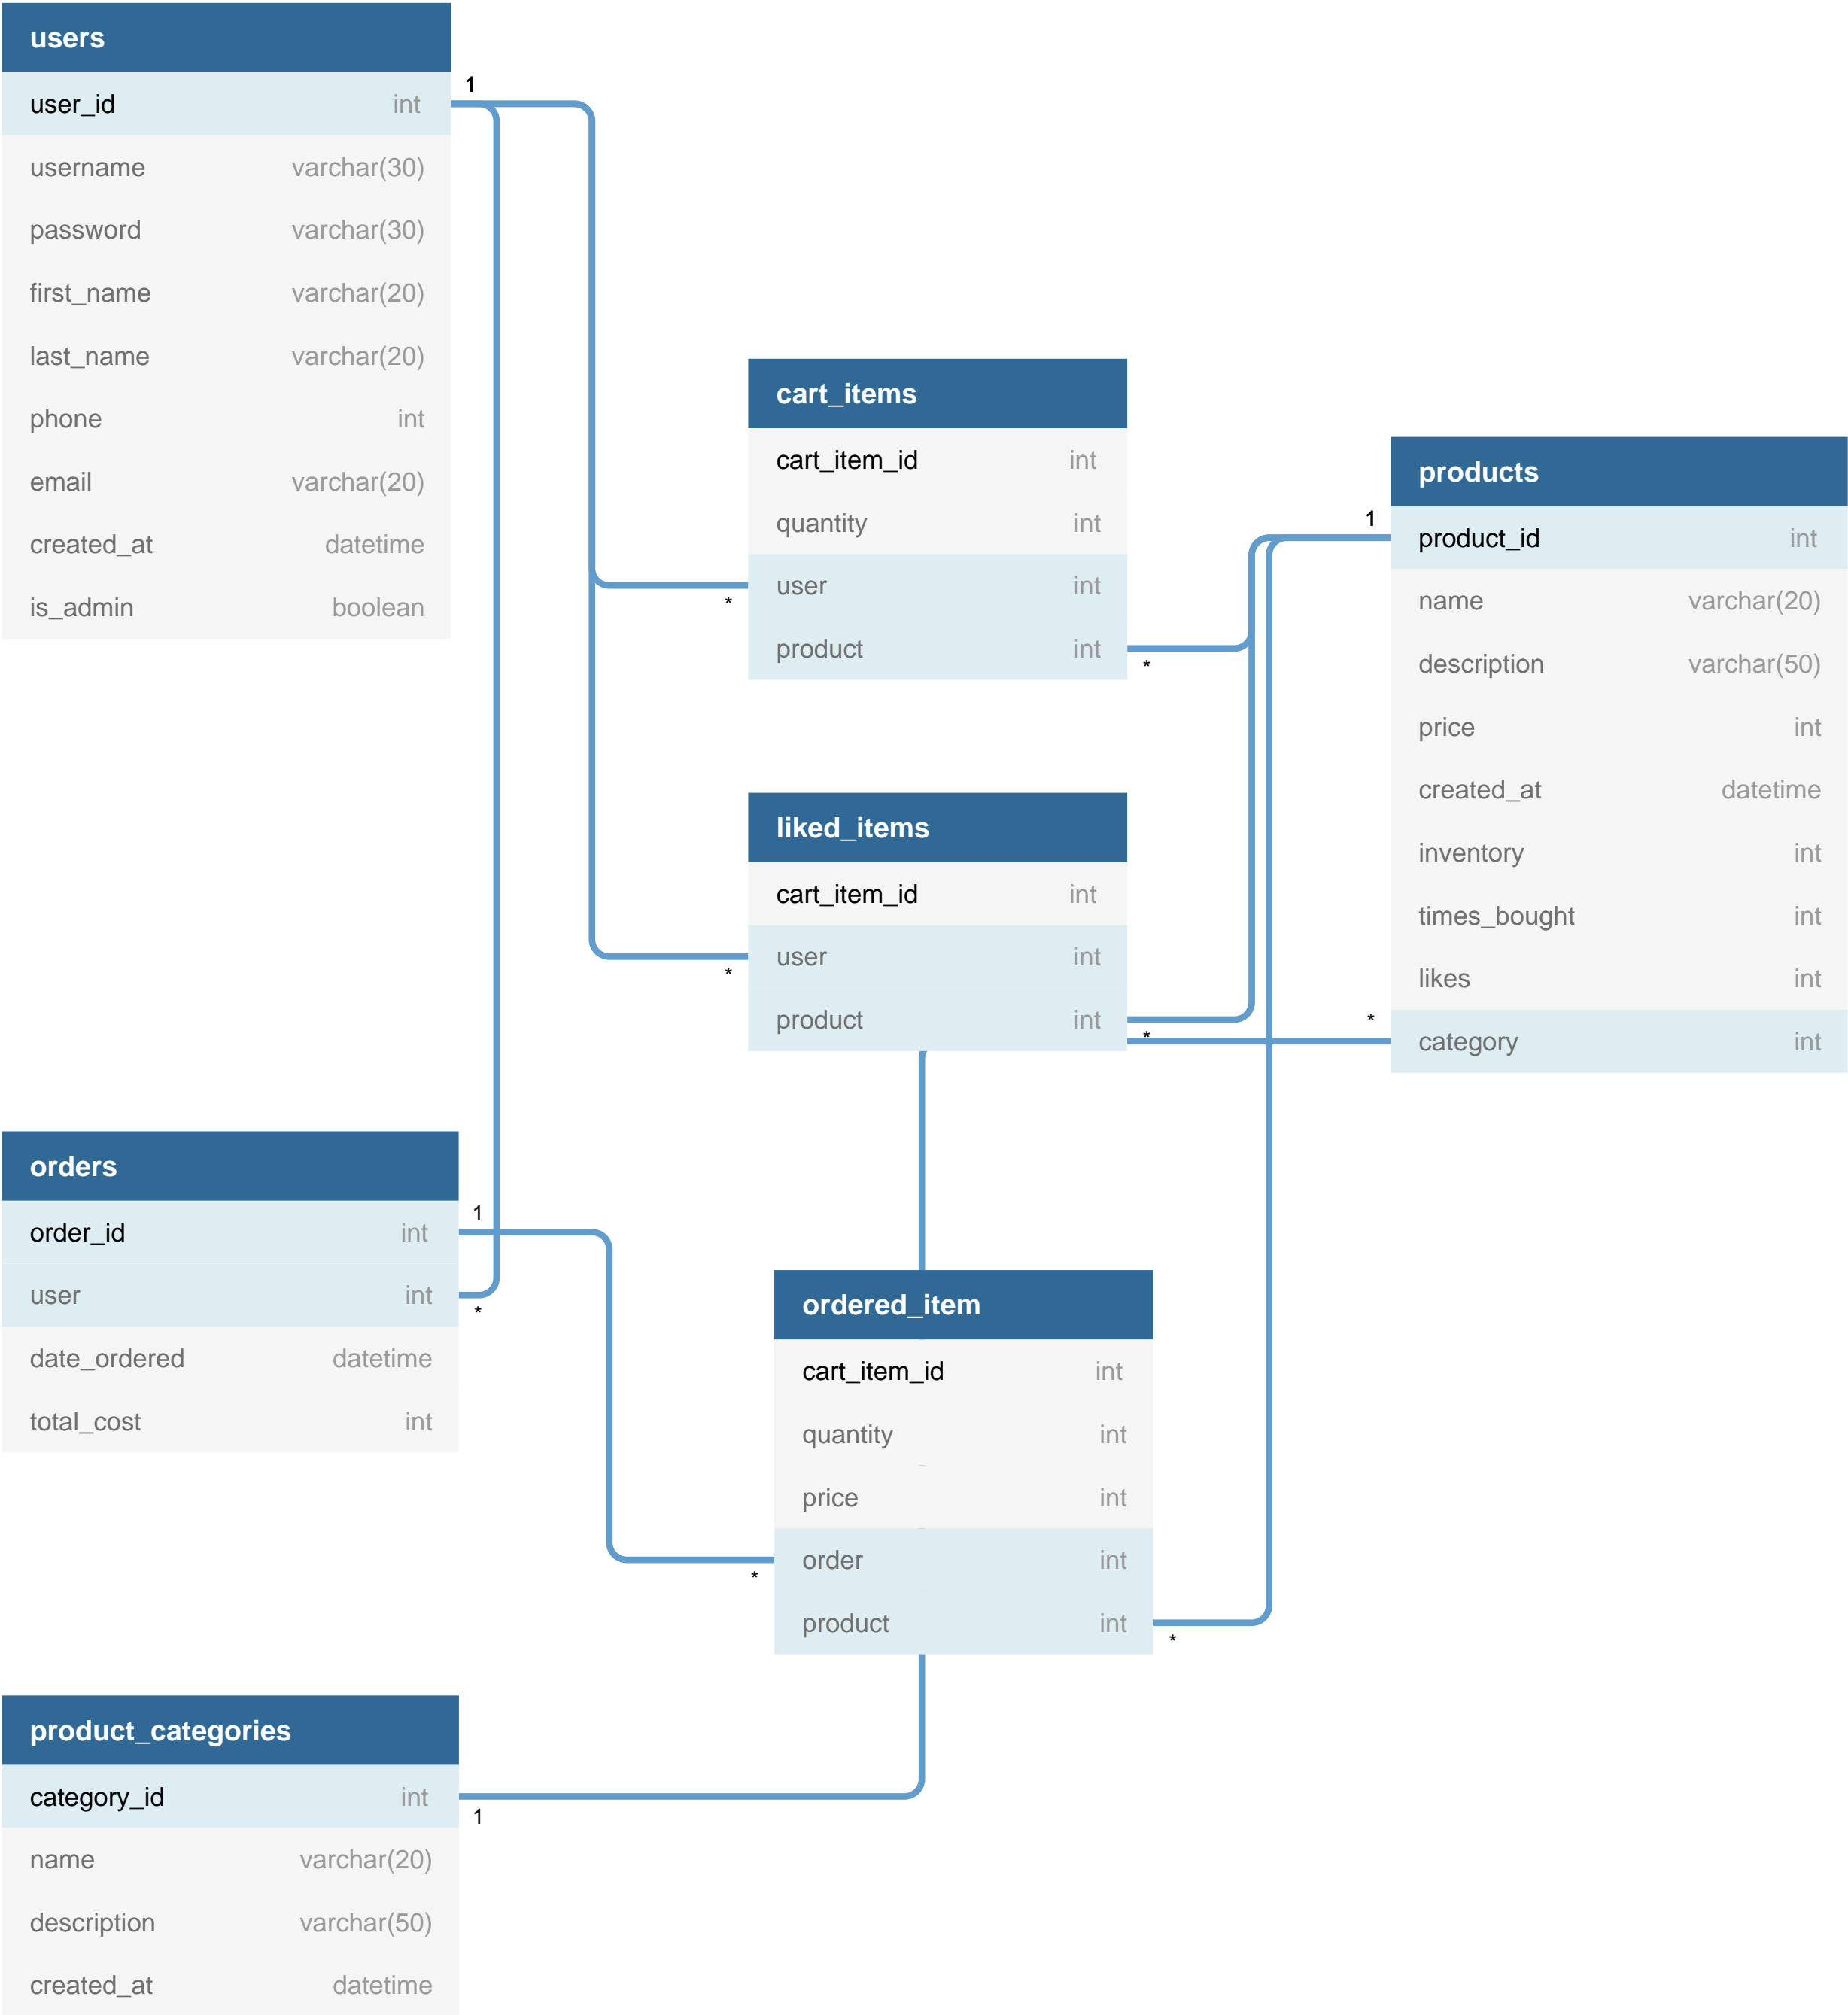 users
user_id int
username varchar(30)
password varchar(30)
first_name varchar(20)
last_name varchar(20)
phone int
email varchar(20)
created_at datetime
is_admin boolean
1
cart_items
cart_item_id int
quantity int
user int
product int
*
*
products
product_id int
name varchar(20)
description varchar(50)
price int
created_at datetime
inventory int
times_bought int
likes int
category int
1
*
liked_items
cart_item_id int
user int
product int
*
*
orders
order_id int
user int
date_ordered datetime
total_cost int
1
*
ordered_item
cart_item_id int
quantity int
price int
order int
product int
*
*
product_categories
category_id int
name varchar(20)
description varchar(50)
created_at datetime
1